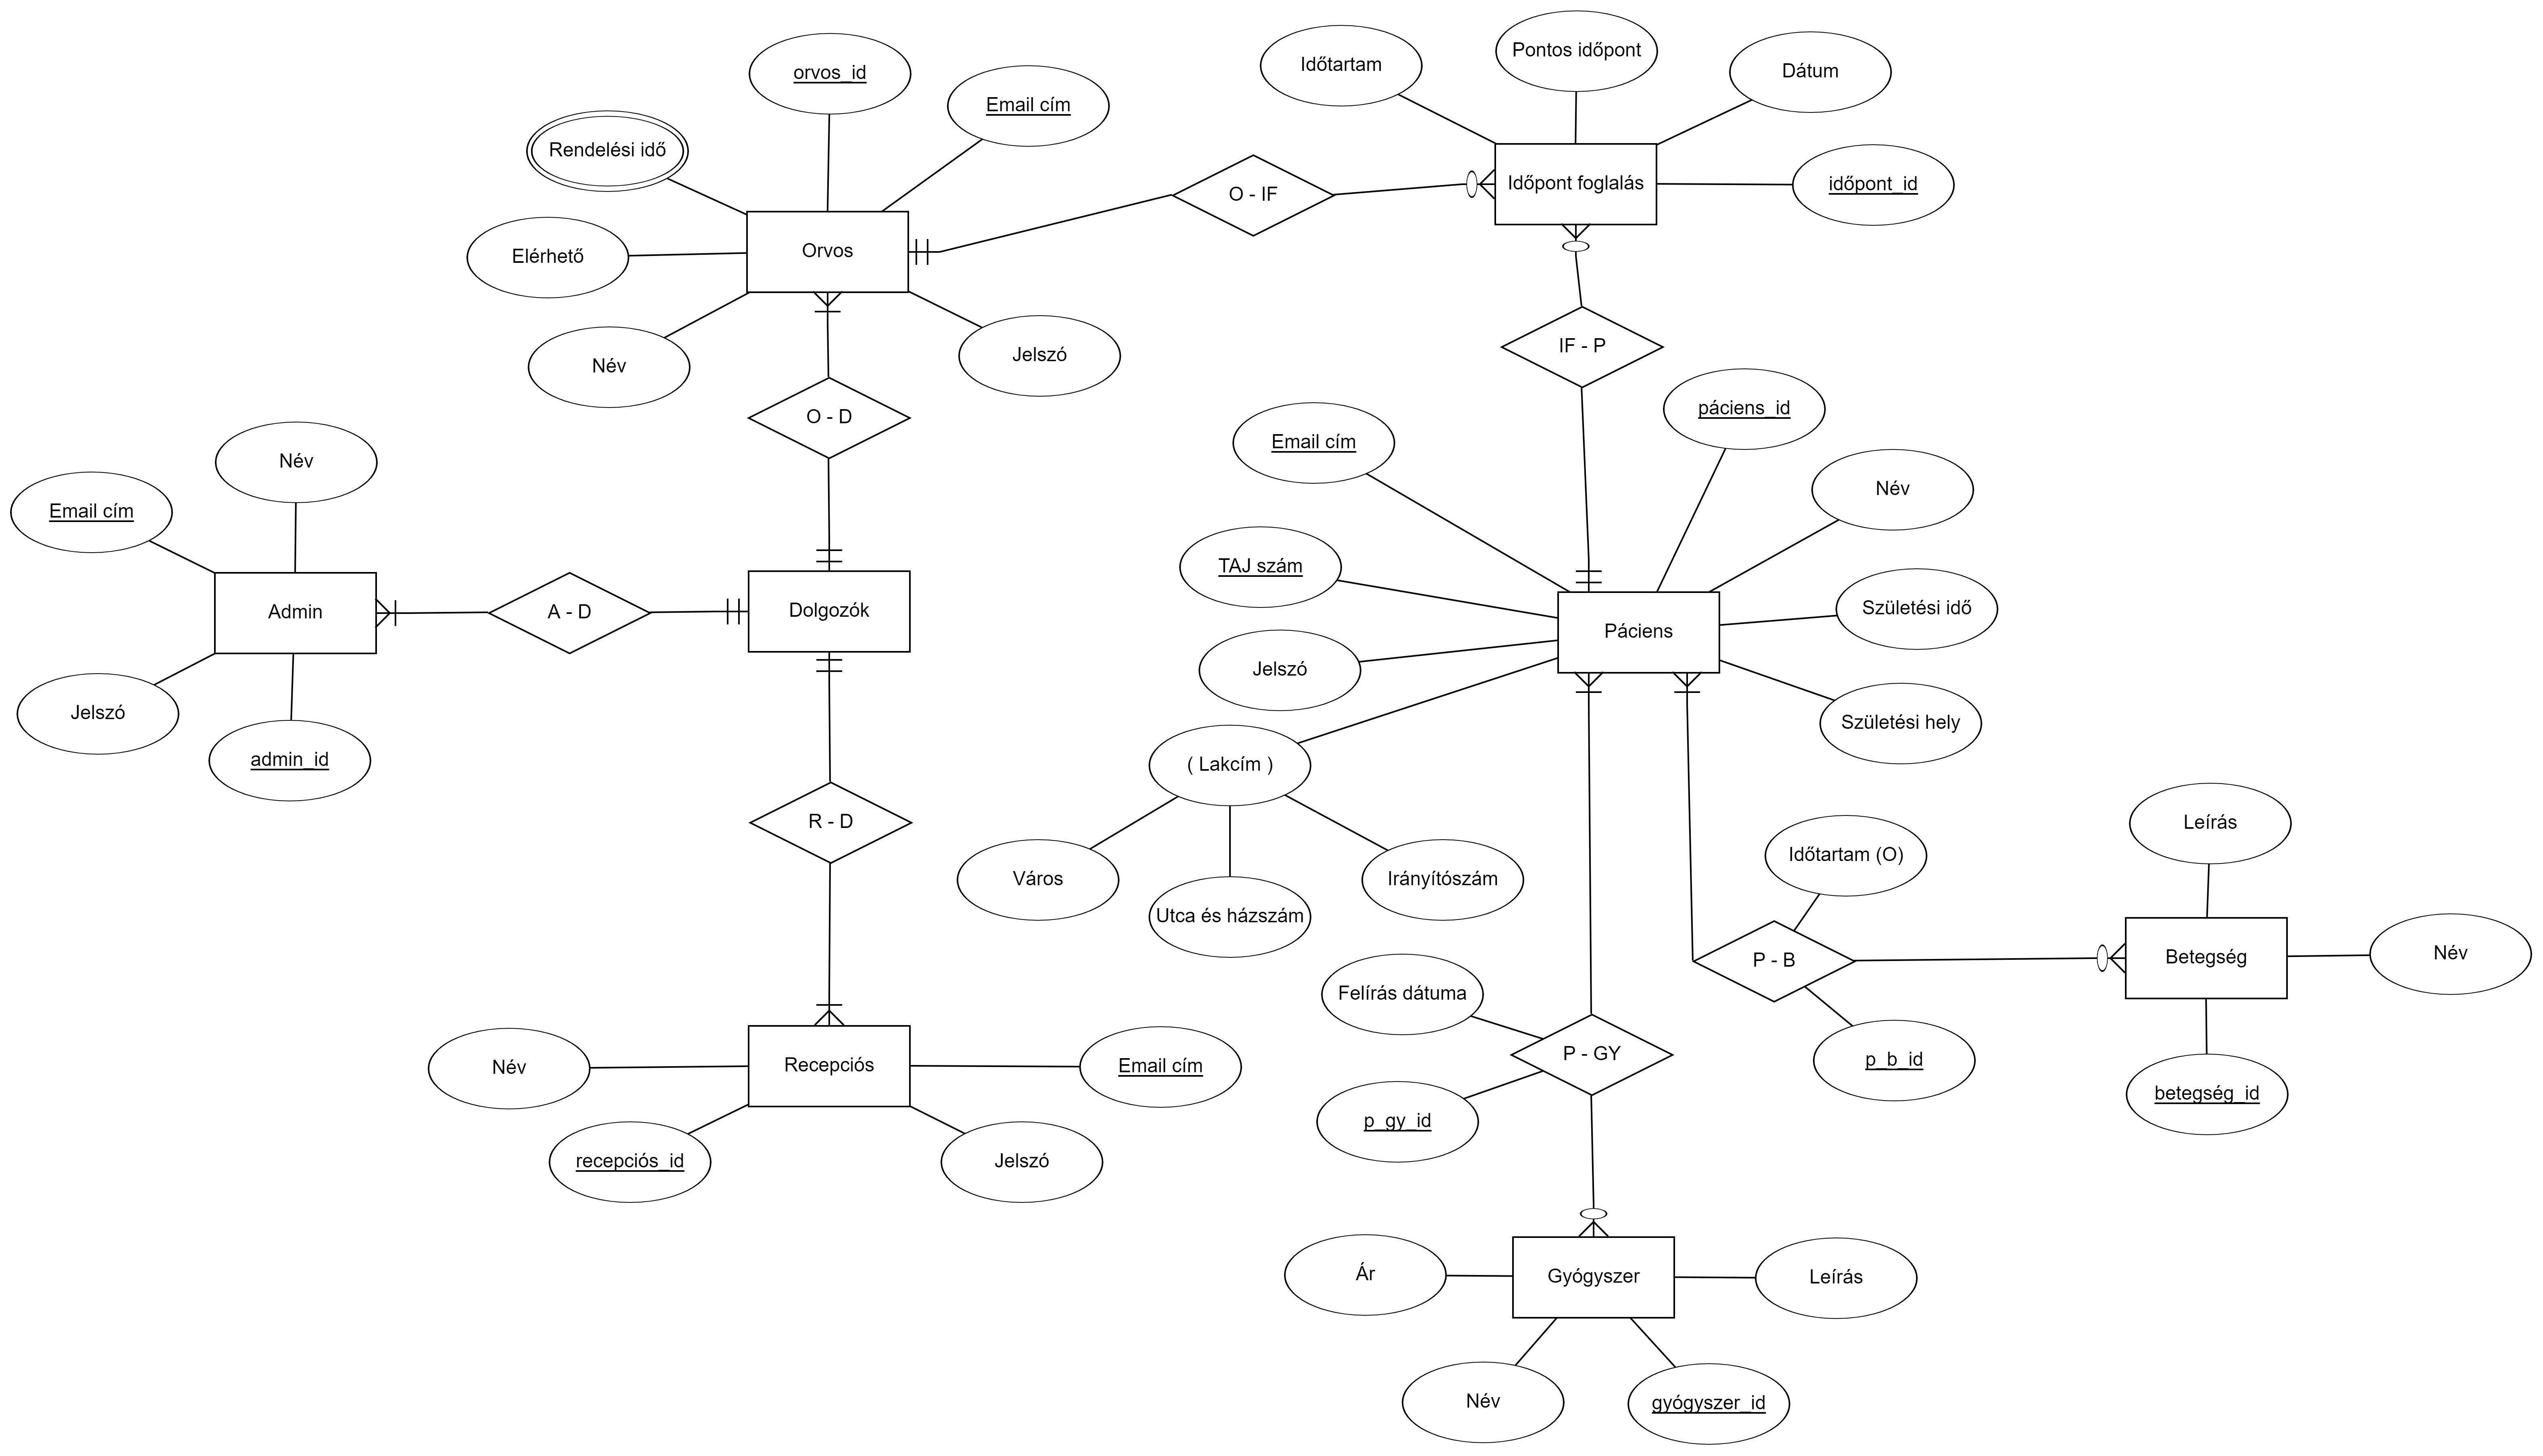 Időtartam
Pontos időpont
Dátum
orvos_id
Email cím
Rendelési idő
Időpont foglalás
időpont_id
O - IF
Orvos
Elérhető
Név
Jelszó
IF - P
O - D
páciens_id
Email cím
Név
Név
Email cím
TAJ szám
Admin
A - D
Dolgozók
Páciens
Születési idő
Jelszó
Jelszó
Születési hely
admin_id
( Lakcím )
R - D
Leírás
Időtartam (O)
Város
Irányítószám
Utca és házszám
P - B
Betegség
Név
Felírás dátuma
P - GY
Név
Recepciós
Email cím
p_b_id
betegség_id
p_gy_id
recepciós_id
Jelszó
Ár
Gyógyszer
Leírás
Név
gyógyszer_id